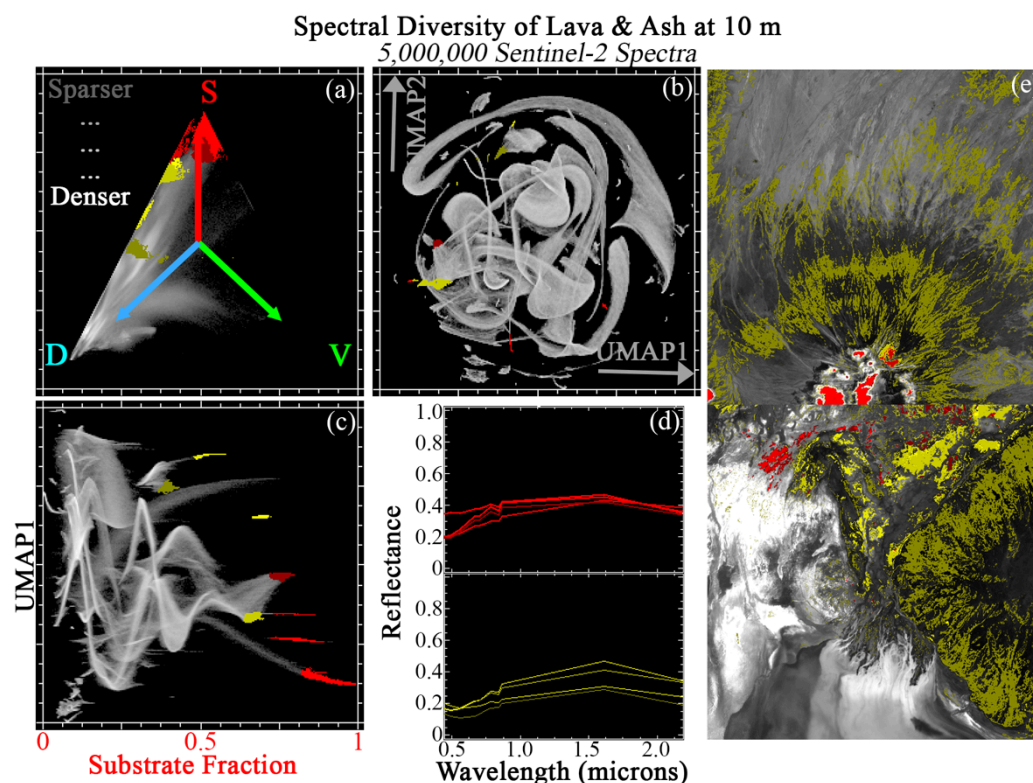 Spectral Diversity of Lava & Ash at 10 m
5,000,000 Sentinel-2 Spectra
Sparser
...
...
...
Denser
S
(a)
D
V
UMAP2
(b)
UMAP1
(e)
(c)
UMAP1
0
0.5
1
Substrate Fraction
(d)
1.0
0.8
0.6
0.4
0.2
0
0.8
0.6
0.4
0.2
0
Reflectance
0.5
1.0
1.5
2.0
Wavelength (microns)